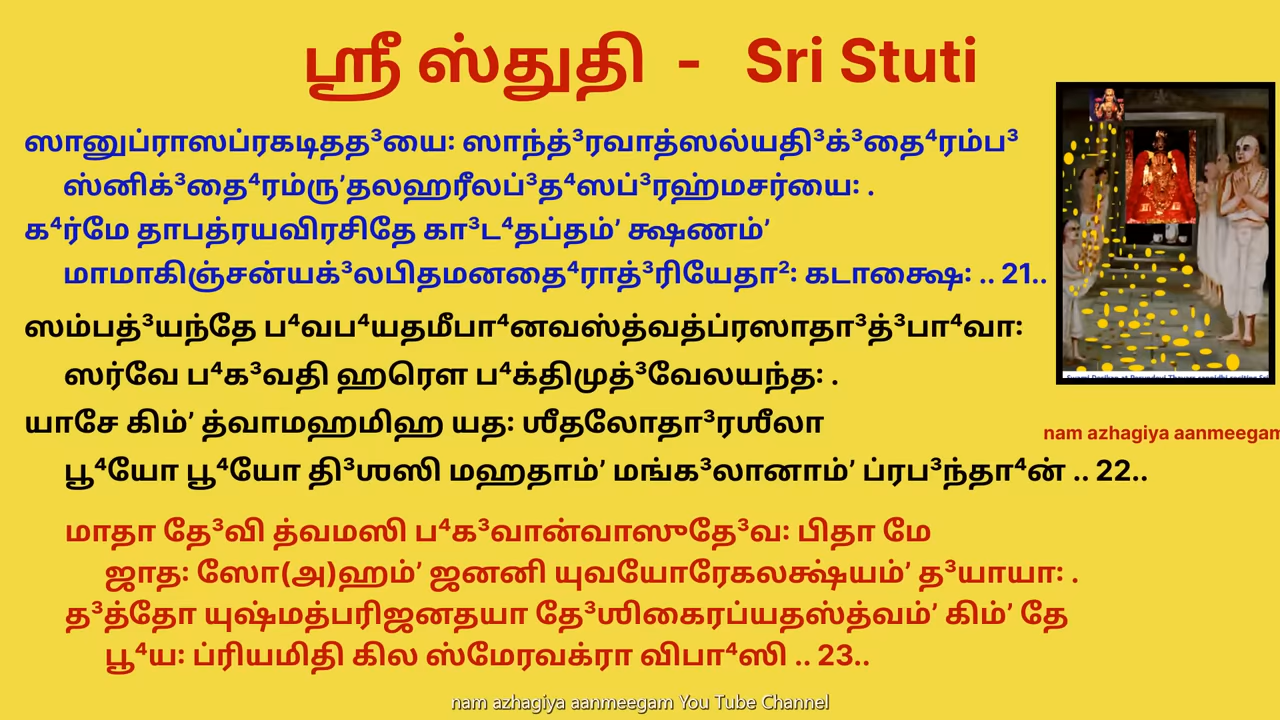 ஸ்ரீ ஸ்துதி - Sri Stuti
ஸானுப்ராஸப்ரகடிதத³யை: ஸாந்த்³ரவாத்ஸல்யதி³க்³தை⁴ரம்ப³
ஸ்னிக்³தை⁴ரம்ருʼதலஹரீலப்³த⁴ஸப்³ரஹ்மசர்யை: .
க⁴ர்மே தாபத்ரயவிரசிதே கா³ட⁴தப்தம்ʼ க்ஷணம்ʼ
மாமாகிஞ்சன்யக்³லபிதமனதை⁴ராத்³ரியேதா²: கடாக்ஷை: .. 21..
ஸம்பத்³யந்தே ப⁴வப⁴யதமீபா⁴னவஸ்த்வத்ப்ரஸாதா³த்³பா⁴வா:
ஸர்வே ப⁴க³வதி ஹரௌ ப⁴க்திமுத்³வேலயந்த: .
யாசே கிம்ʼ த்வாமஹமிஹ யத: ஶீதலோதா³ரஶீலா
பூ⁴யோ பூ⁴யோ தி³ஶஸி மஹதாம்ʼ மங்க³லானாம்ʼ ப்ரப³ந்தா⁴ன் .. 22..
nam azhagiya aanmeegam
மாதா தே³வி த்வமஸி ப⁴க³வான்வாஸுதே³வ: பிதா மே
ஜாத: ஸோ(அ)ஹம்ʼ ஜனனி யுவயோரேகலக்ஷ்யம்ʼ த³யாயா: .
த³த்தோ யுஷ்மத்பரிஜனதயா தே³ஶிகைரப்யதஸ்த்வம்ʼ கிம்ʼ தே
பூ⁴ய: ப்ரியமிதி கில ஸ்மேரவக்ரா விபா⁴ஸி .. 23..
nam azhagiya aanmeegam You Tube Channel